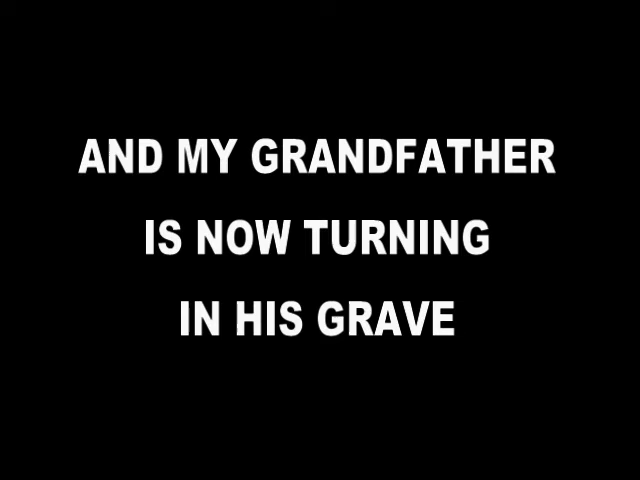 AND MY GRANDFATHER
IS NOW TURNING
IN HIS GRAVE